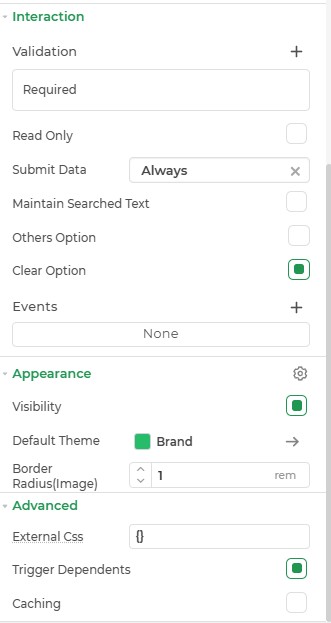 Interaction
Validation +
Required
Read Only
Submit Data Always ×
Maintain Searched Text
Others Option
Clear Option
Events +
None
Appearance
Visibility
Default Theme Brand →
Border
Radius(Image) 1 rem
Advanced
External Css {}
Trigger Dependents
Caching